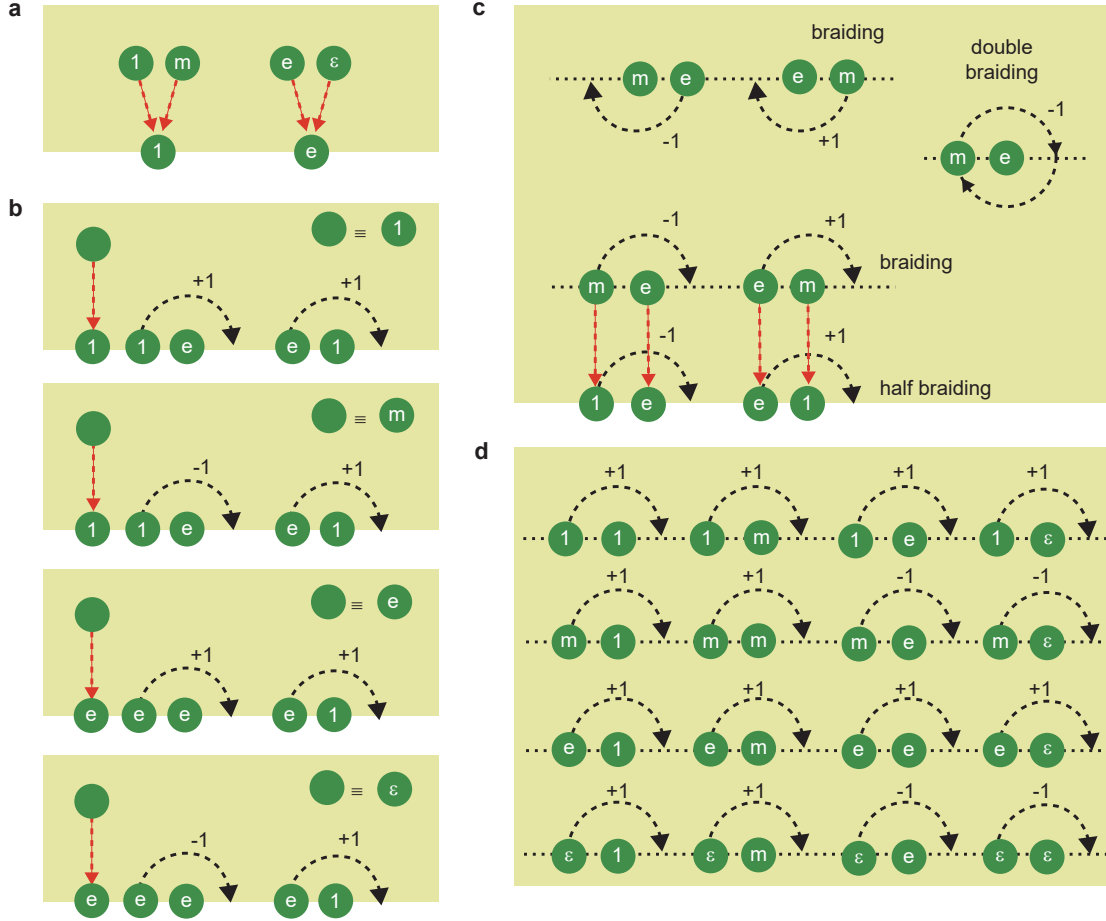 a
1 m e ε
1 e
b
≡ 1
+1 +1
1 1 e e 1
≡ m
-1 +1
1 1 e e 1
≡ e
+1 +1
e e e e 1
≡ ε
-1 +1
e e e e 1
c
braiding
m e e m
-1 +1
double
braiding
-1
m e
-1 +1
braiding
m e e m
-1 +1
half braiding
1 e e 1
d
+1 +1 +1 +1
1 1 1 m 1 e 1 ε
+1 +1 -1 -1
m 1 m m m e m ε
+1 +1 +1 +1
e 1 e m e e e ε
+1 +1 -1 -1
ε 1 ε m ε e ε ε